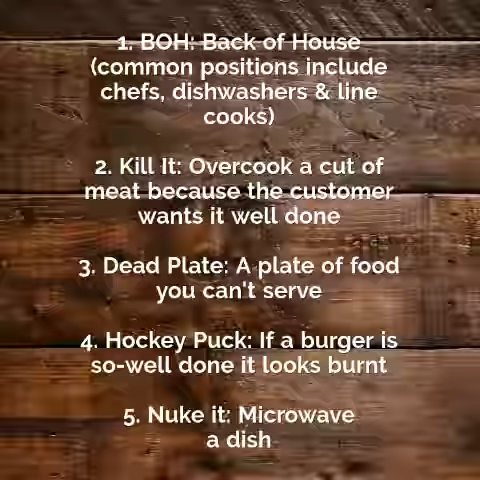 1. BOH: Back of House
(common positions include
chefs, dishwashers & line
cooks)
2. Kill It: Overcook a cut of
meat because the customer
wants it well done
3. Dead Plate: A plate of food
you can't serve
4. Hockey Puck: If a burger is
so-well done it looks burnt
5. Nuke it: Microwave
a dish